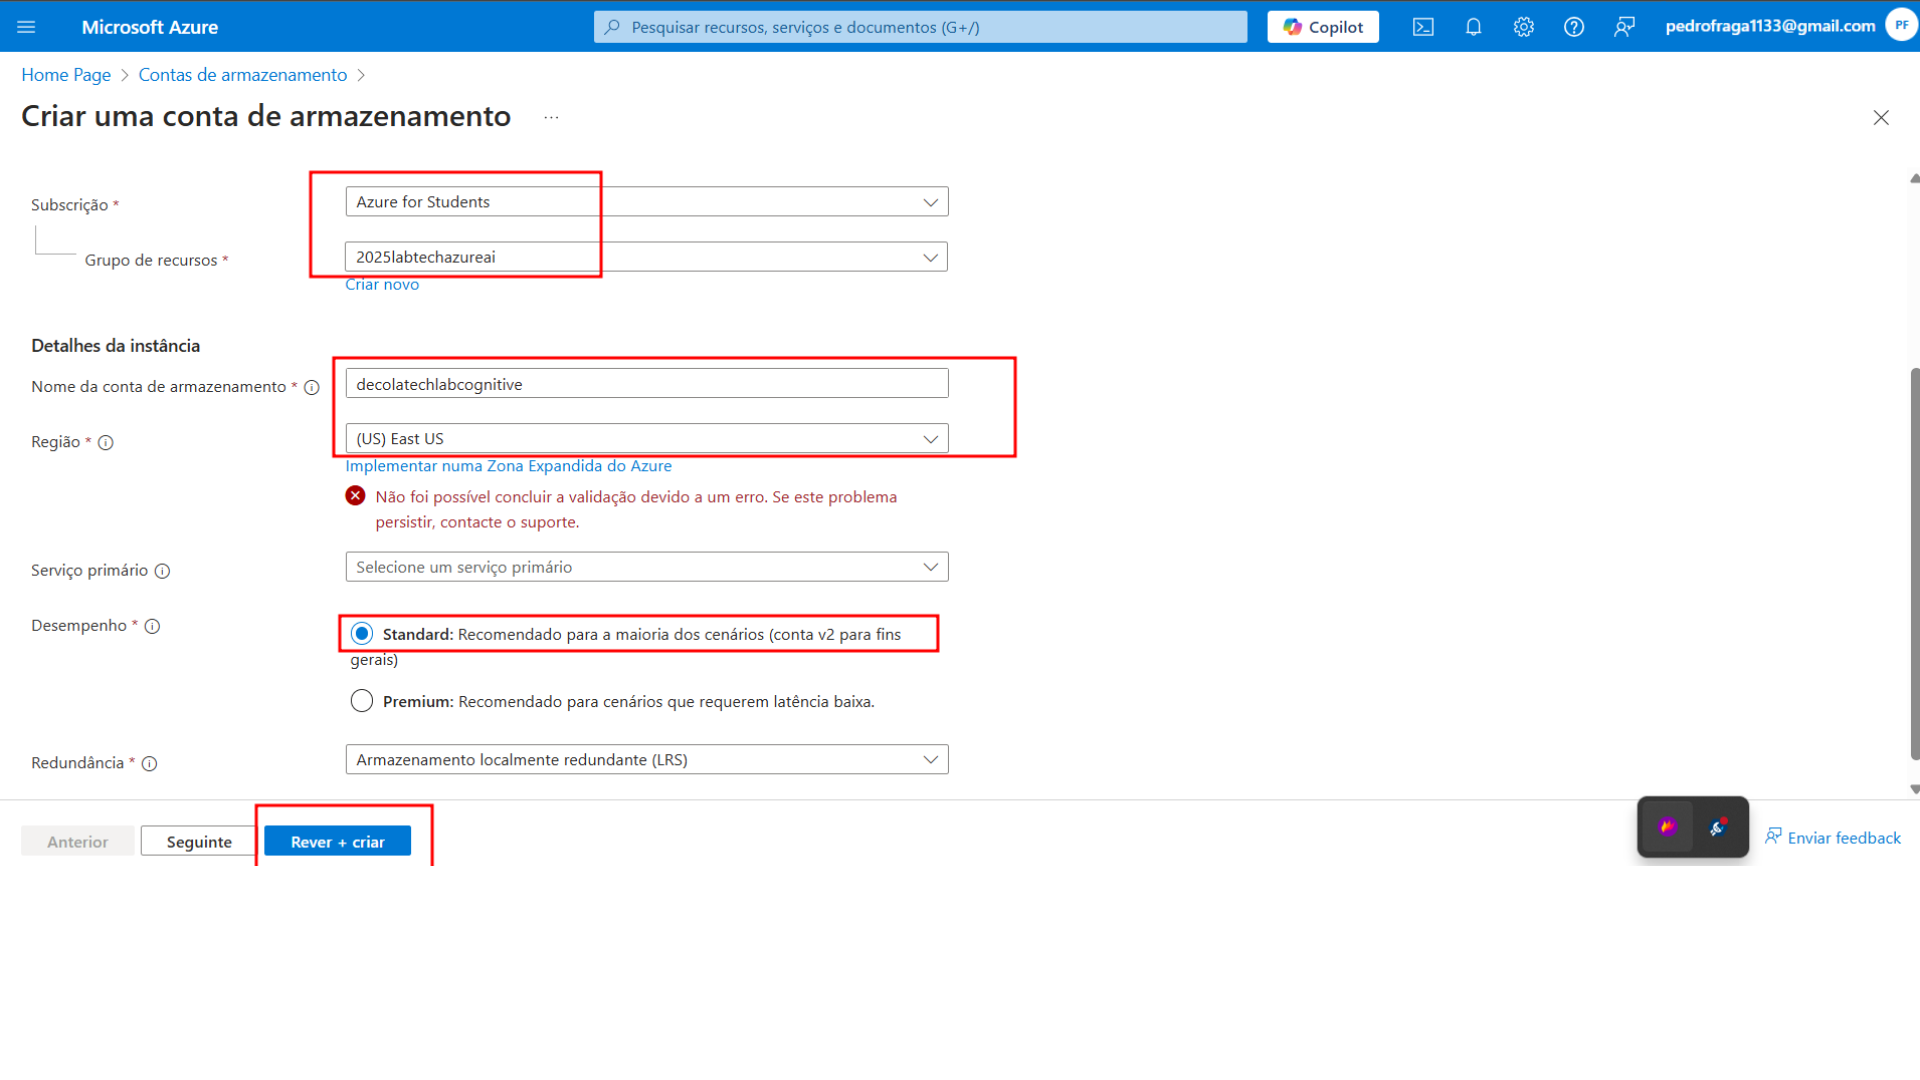 Microsoft Azure
Pesquisar recursos, serviços e documentos (G+/)
Copilot
pedrofraga1133@gmail.com
PF
Home Page > Contas de armazenamento >
Criar uma conta de armazenamento ...
Subscrição *
Azure for Students
Grupo de recursos *
2025labtechazureai
Criar novo
Detalhes da instância
Nome da conta de armazenamento *
decolatechlabcognitive
Região *
(US) East US
Implementar numa Zona Expandida do Azure
Não foi possível concluir a validação devido a um erro. Se este problema
persistir, contacte o suporte.
Serviço primário
Selecione um serviço primário
Desempenho *
Standard: Recomendado para a maioria dos cenários (conta v2 para fins
gerais)
Premium: Recomendado para cenários que requerem latência baixa.
Redundância *
Armazenamento localmente redundante (LRS)
Anterior
Seguinte
Rever + criar
Enviar feedback